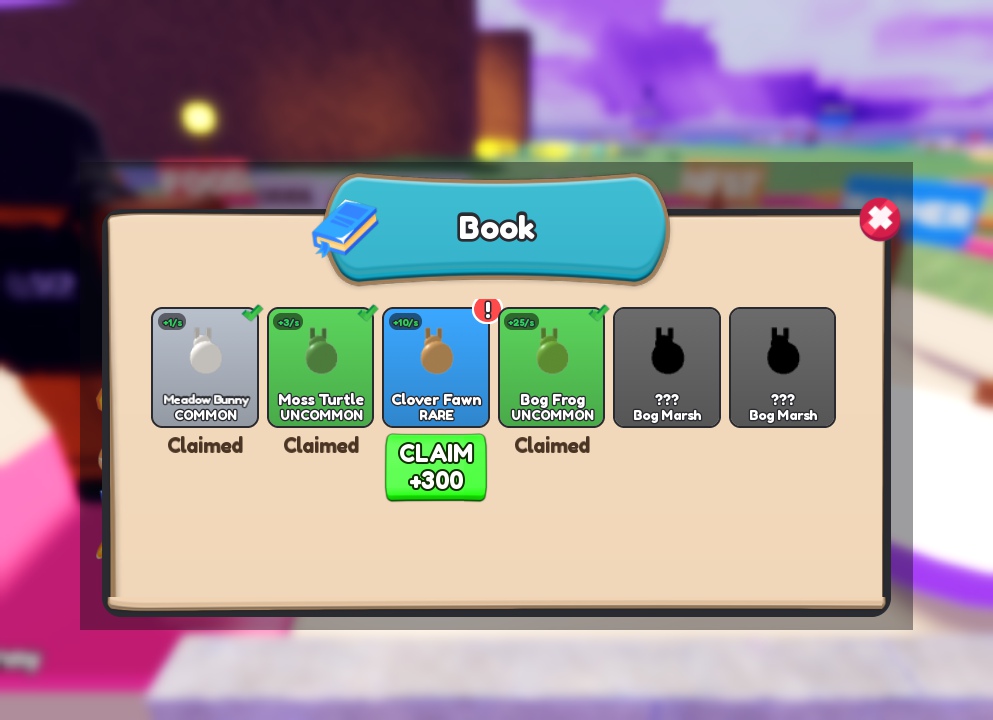 Book
+1/s
Meadow Bunny
COMMON
Claimed
+3/s
Moss Turtle
UNCOMMON
Claimed
!
+10/s
Clover Fawn
RARE
CLAIM
+300
+25/s
Bog Frog
UNCOMMON
Claimed
???
Bog Marsh
???
Bog Marsh